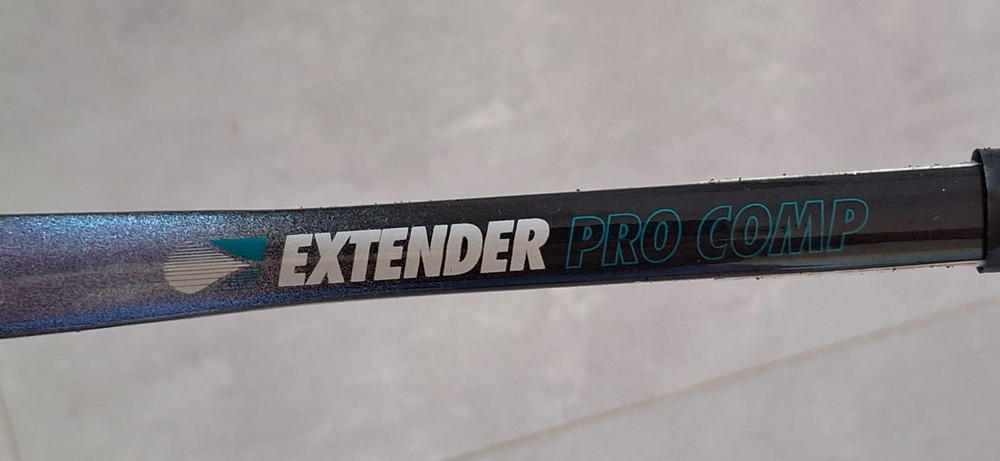 EXTENDER PRO COMP